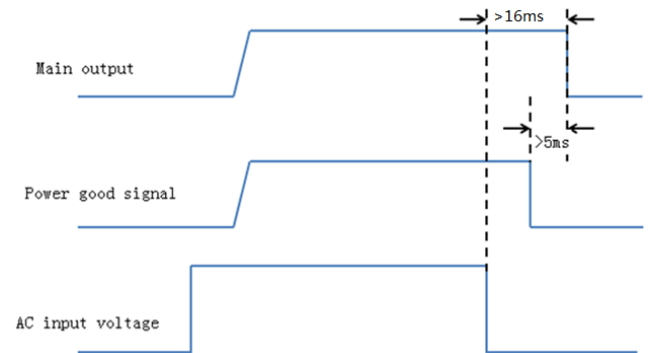 >16ms
Main output
>5ms
Power good signal
AC input voltage